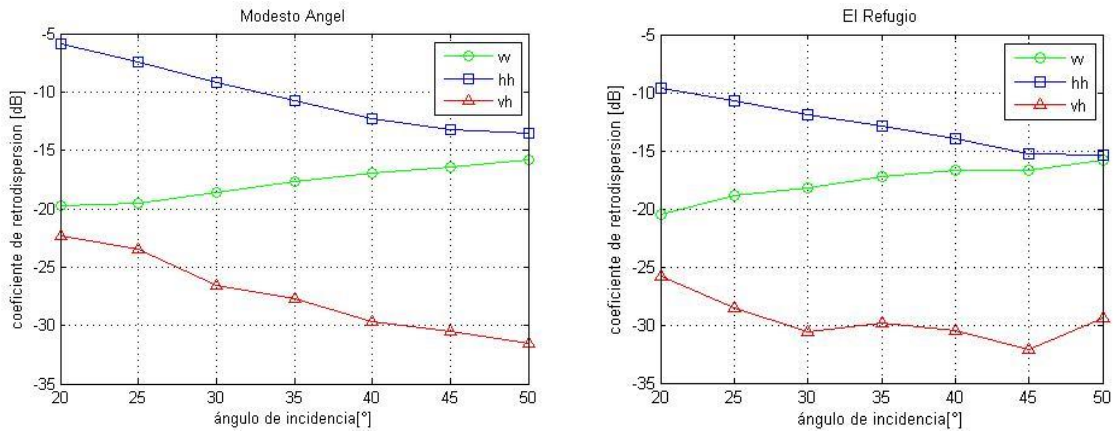 Modesto Angel
-5
-10
-15
-20
-25
-30
-35
20 25 30 35 40 45 50
coeficiente de retrodispersion [dB]
ángulo de incidencia[°]
vv
hh
vh
El Refugio
-5
-10
-15
-20
-25
-30
-35
20 25 30 35 40 45 50
coeficiente de retrodispersion [dB]
ángulo de incidencia[°]
vv
hh
vh